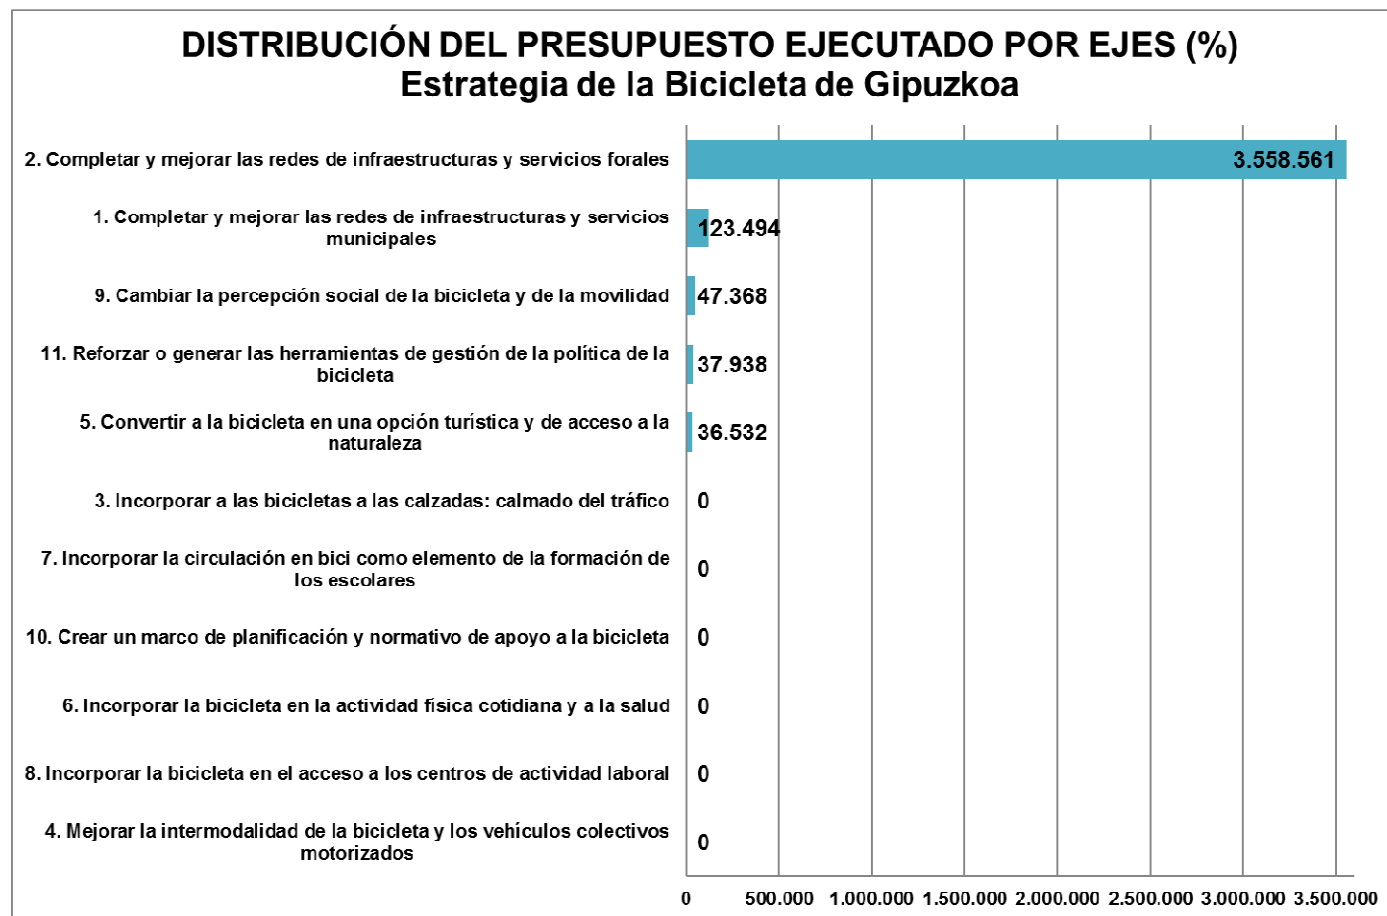 DISTRIBUCIÓN DEL PRESUPUESTO EJECUTADO POR EJES (%)
Estrategia de la Bicicleta de Gipuzkoa
2. Completar y mejorar las redes de infraestructuras y servicios forales
3.558.561
1. Completar y mejorar las redes de infraestructuras y servicios
municipales
123.494
9. Cambiar la percepción social de la bicicleta y de la movilidad
47.368
11. Reforzar o generar las herramientas de gestión de la política de la
bicicleta
37.938
5. Convertir a la bicicleta en una opción turística y de acceso a la
naturaleza
36.532
3. Incorporar a las bicicletas a las calzadas: calmado del tráfico
0
7. Incorporar la circulación en bici como elemento de la formación de
los escolares
0
10. Crear un marco de planificación y normativo de apoyo a la bicicleta
0
6. Incorporar la bicicleta en la actividad física cotidiana y a la salud
0
8. Incorporar la bicicleta en el acceso a los centros de actividad laboral
0
4. Mejorar la intermodalidad de la bicicleta y los vehículos colectivos
motorizados
0
0 500.000 1.000.000 1.500.000 2.000.000 2.500.000 3.000.000 3.500.000